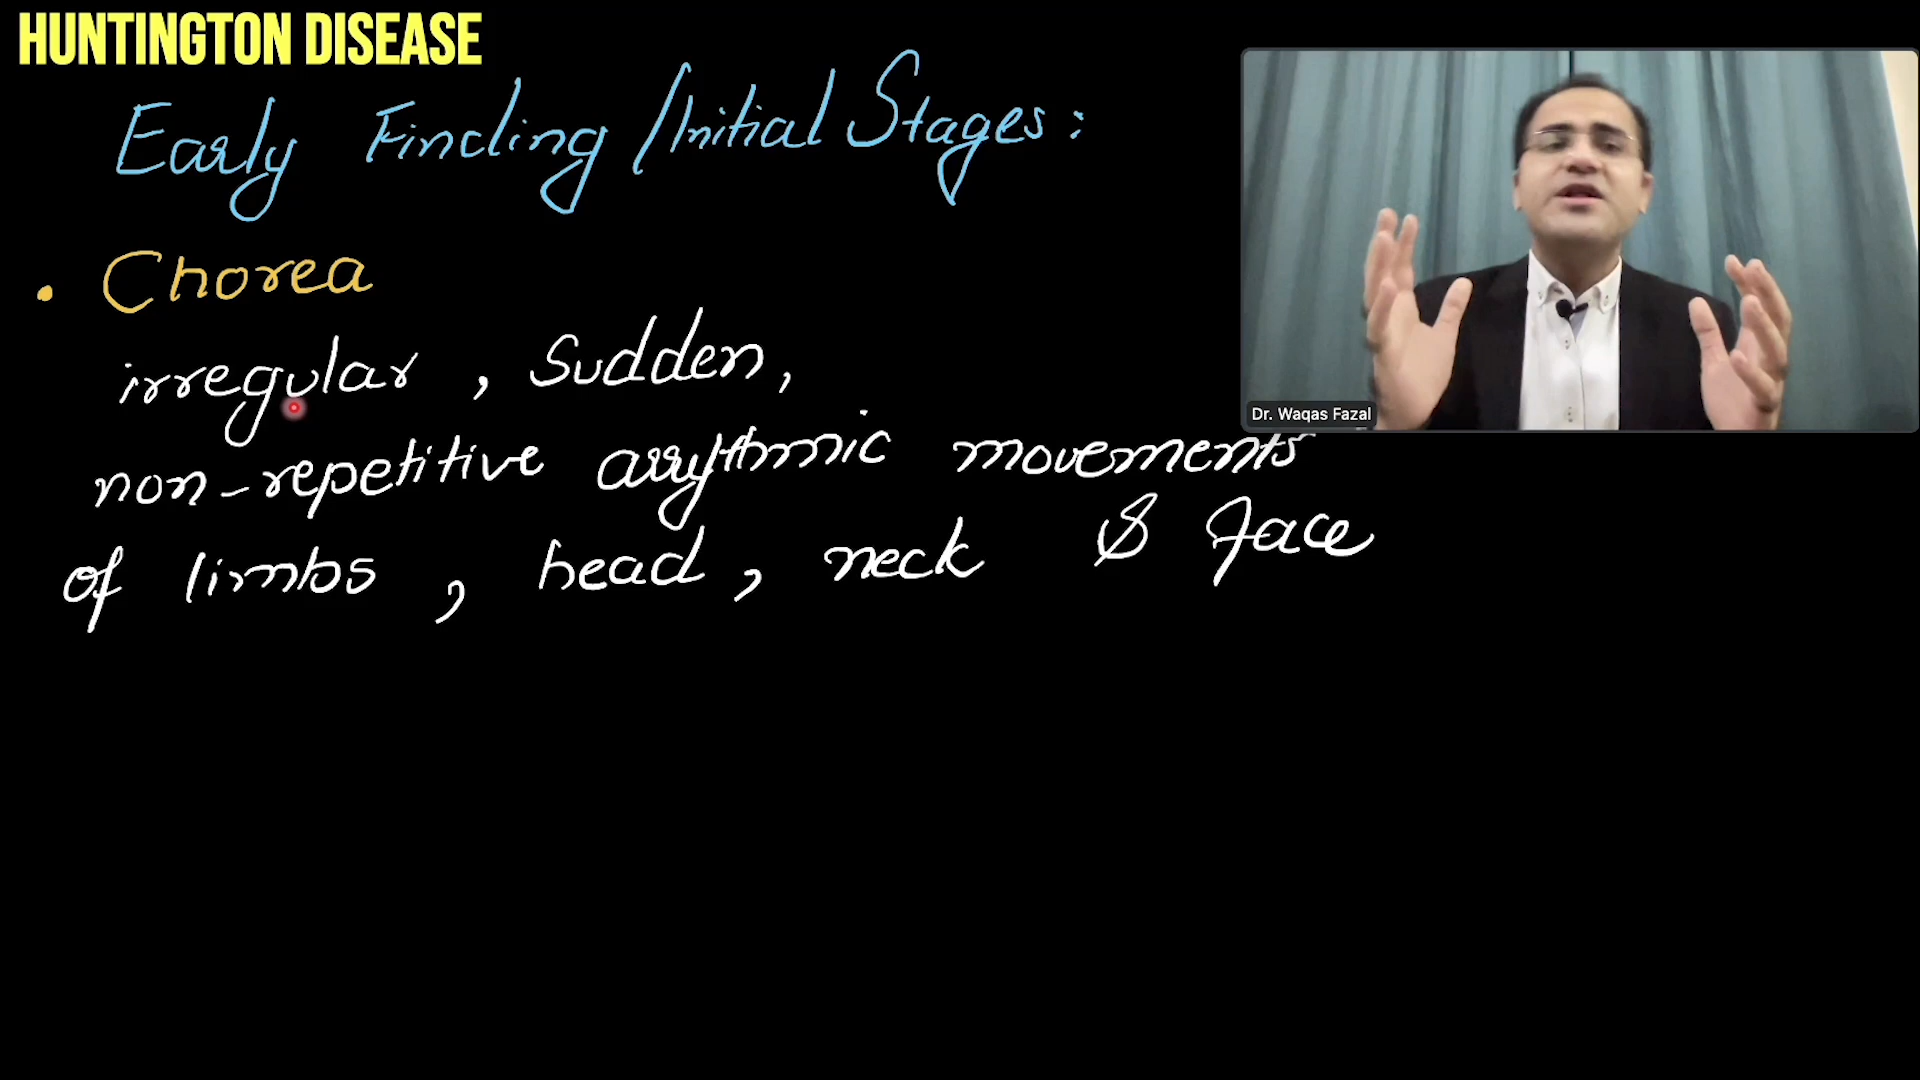 HUNTINGTON DISEASE
Early Finding/Initial Stages:
• Chorea
irregular, Sudden,
non-repetitive arrythmic movements
of limbs, head, neck & face
Dr. Waqas Fazal